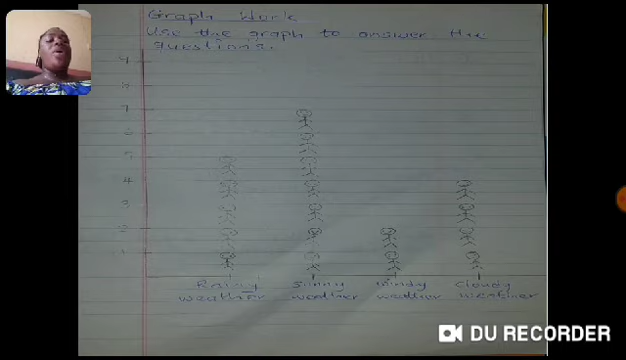 Graph Work
Use the graph to answer the
questions.
9
8
7
6
5
4
3
2
1
Rainy
weather
Sunny
weather
Windy
weather
Cloudy
weather
DU RECORDER